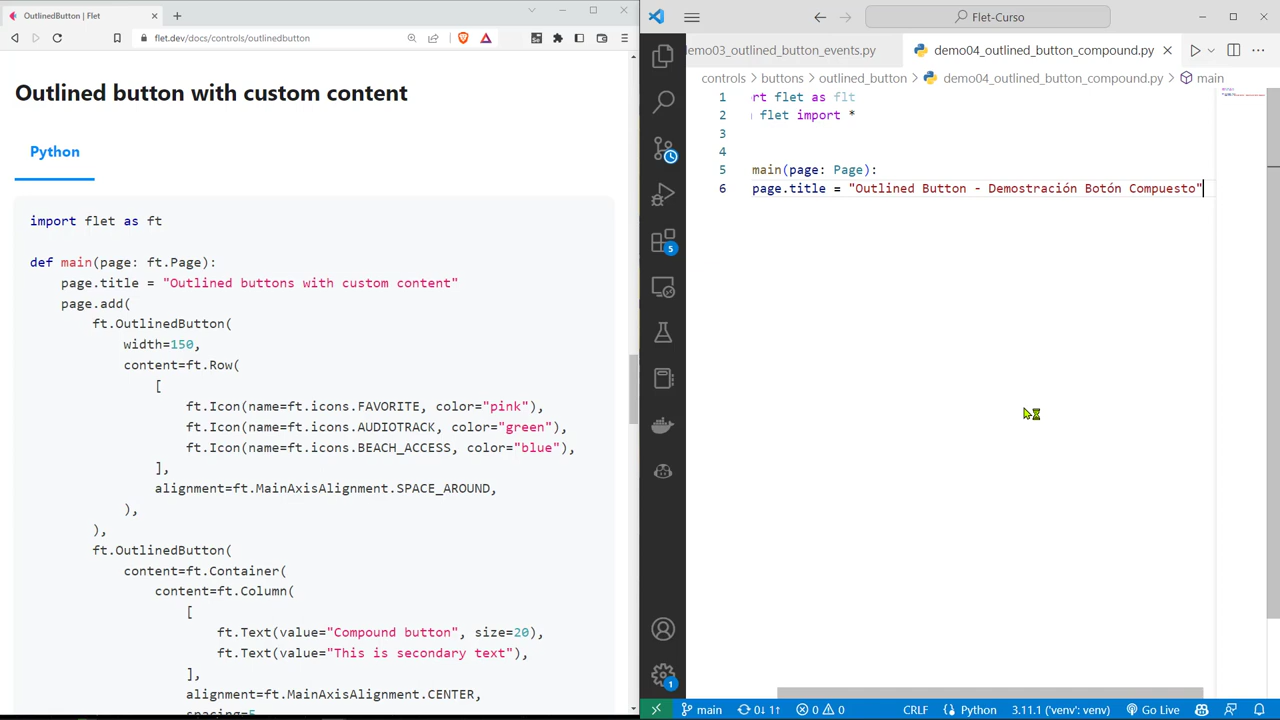 OutlinedButton | Flet
flet.dev/docs/controls/outlinedbutton
Outlined button with custom content
Python
import flet as ft
def main(page: ft.Page):
page.title = "Outlined buttons with custom content"
page.add(
ft.OutlinedButton(
width=150,
content=ft.Row(
[
ft.Icon(name=ft.icons.FAVORITE, color="pink"),
ft.Icon(name=ft.icons.AUDIOTRACK, color="green"),
ft.Icon(name=ft.icons.BEACH_ACCESS, color="blue"),
],
alignment=ft.MainAxisAlignment.SPACE_AROUND,
),
),
ft.OutlinedButton(
content=ft.Container(
content=ft.Column(
[
ft.Text(value="Compound button", size=20),
ft.Text(value="This is secondary text"),
],
alignment=ft.MainAxisAlignment.CENTER,
spacing=5
Flet-Curso
demo03_outlined_button_events.py
demo04_outlined_button_compound.py
controls > buttons > outlined_button > demo04_outlined_button_compound.py > main
1 rt flet as flt
2 flet import *
3
4
5 main(page: Page):
6 page.title = "Outlined Button - Demostración Botón Compuesto"
5
1
main 0↓ 1↑ 0 0 CRLF Python 3.11.1 ('venv': venv) Go Live